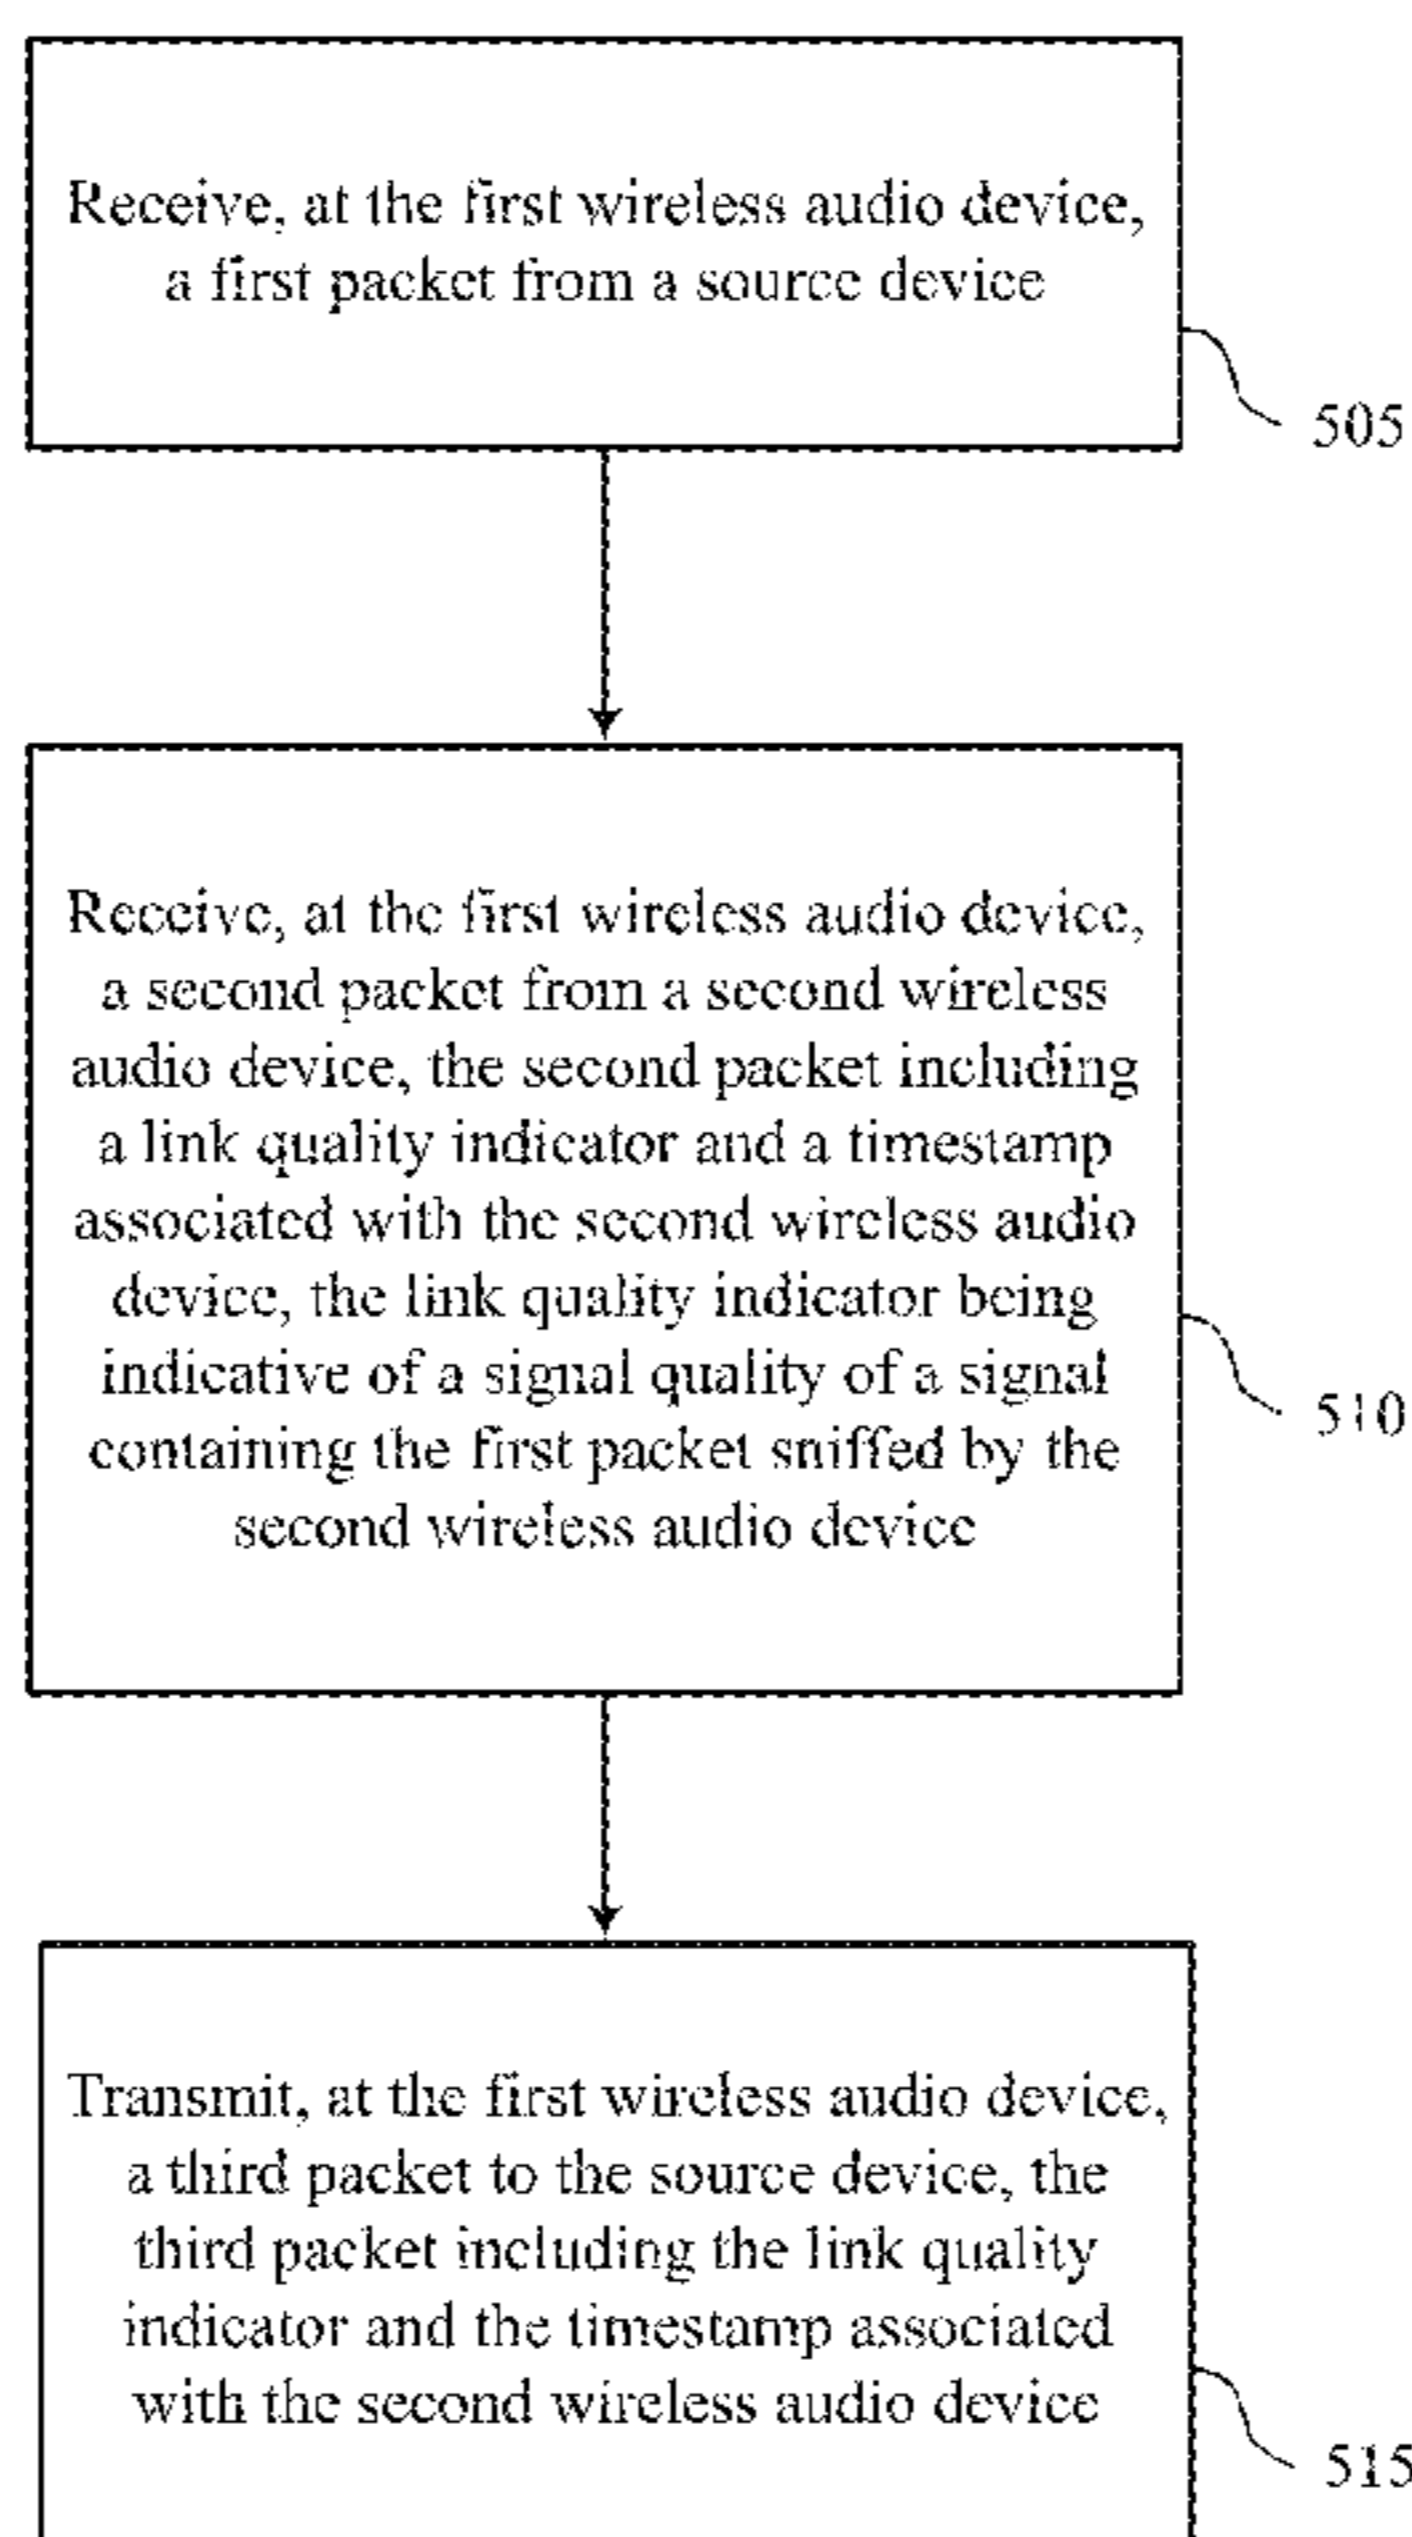 Receive, at the first wireless audio device,
a first packet from a source device
505
Receive, at the first wireless audio device,
a second packet from a second wireless
audio device, the second packet including
a link quality indicator and a timestamp
associated with the second wireless audio
device, the link quality indicator being
indicative of a signal quality of a signal
containing the first packet sniffed by the
second wireless audio device
510
Transmit, at the first wireless audio device,
a third packet to the source device, the
third packet including the link quality
indicator and the timestamp associated
with the second wireless audio device
515